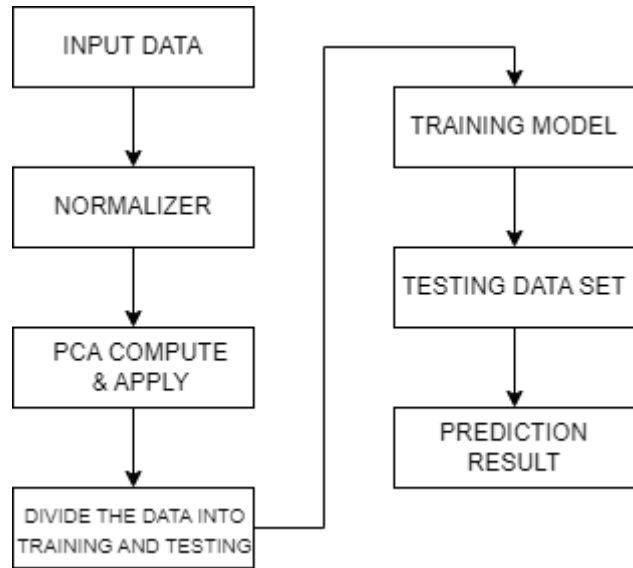 INPUT DATA
NORMALIZER
PCA COMPUTE
& APPLY
DIVIDE THE DATA INTO
TRAINING AND TESTING
TRAINING MODEL
TESTING DATA SET
PREDICTION
RESULT